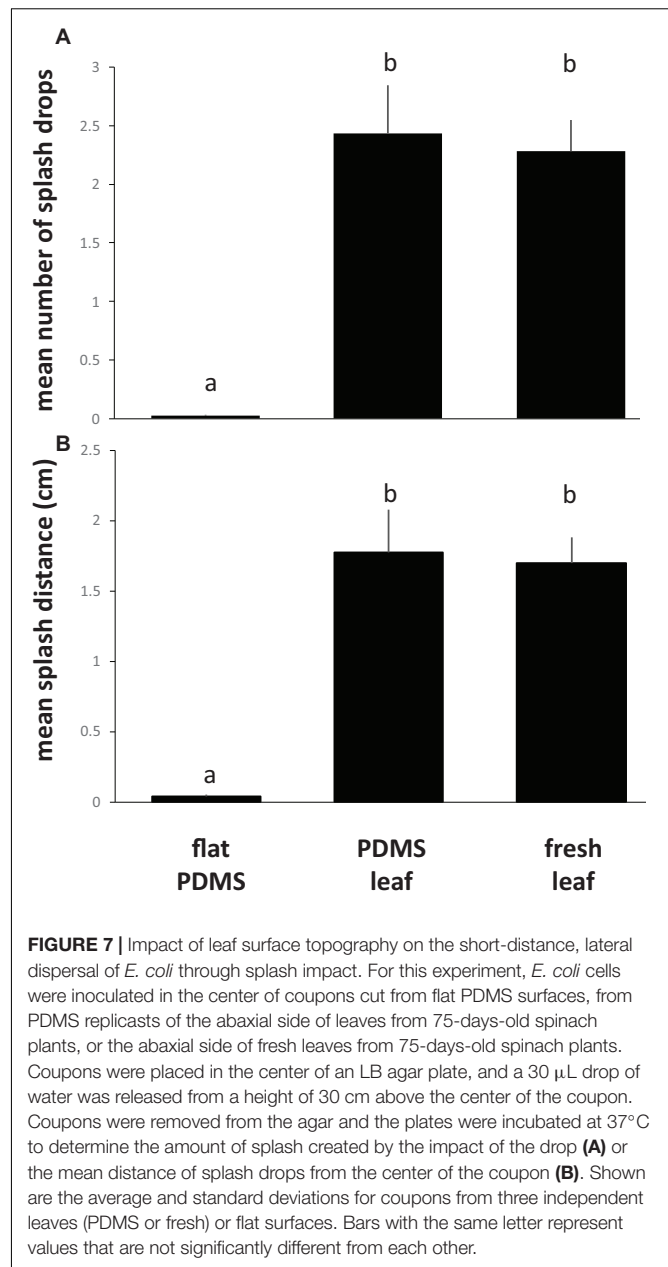 A
mean number of splash drops
3
2.5
2
1.5
1
0.5
0
a
b
b
B
mean splash distance (cm)
2.5
2
1.5
1
0.5
0
a
b
b
flat PDMS
PDMS leaf
fresh leaf
FIGURE 7 | Impact of leaf surface topography on the short-distance, lateral
dispersal of E. coli through splash impact. For this experiment, E. coli cells
were inoculated in the center of coupons cut from flat PDMS surfaces, from
PDMS replicasts of the abaxial side of leaves from 75-days-old spinach
plants, or the abaxial side of fresh leaves from 75-days-old spinach plants.
Coupons were placed in the center of an LB agar plate, and a 30 μL drop of
water was released from a height of 30 cm above the center of the coupon.
Coupons were removed from the agar and the plates were incubated at 37°C
to determine the amount of splash created by the impact of the drop (A) or
the mean distance of splash drops from the center of the coupon (B). Shown
are the average and standard deviations for coupons from three independent
leaves (PDMS or fresh) or flat surfaces. Bars with the same letter represent
values that are not significantly different from each other.